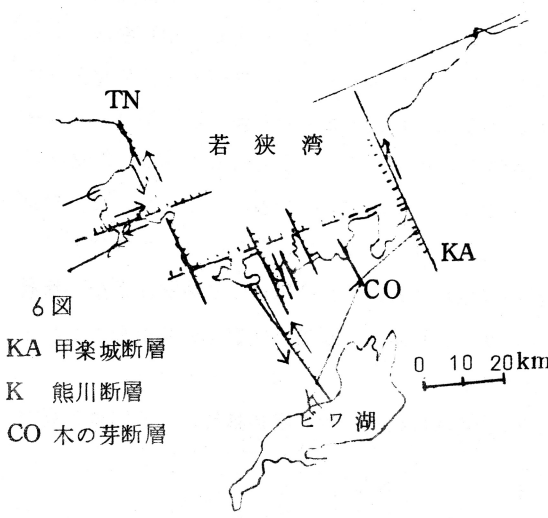 TN
若狭湾
KA
CO
6図
KA 甲楽城断層
K 熊川断層
CO 木の芽断層
0 10 20km
ビワ湖